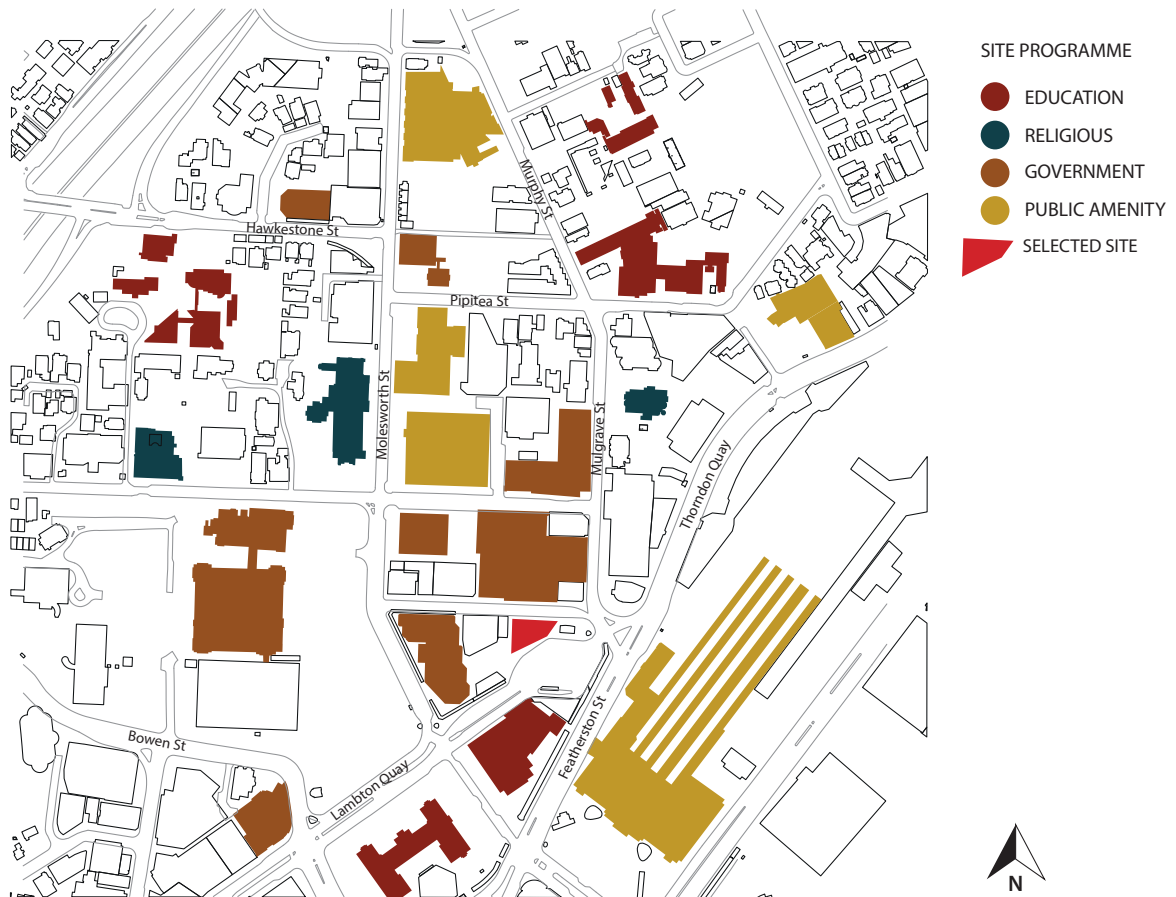 SITE PROGRAMME
EDUCATION
RELIGIOUS
GOVERNMENT
PUBLIC AMENITY
SELECTED SITE
Murphy St
Hawkestone St
Pipitea St
Molesworth St
Mulgrave St
Thorndon Quay
Featherston St
Bowen St
Lambton Quay
N